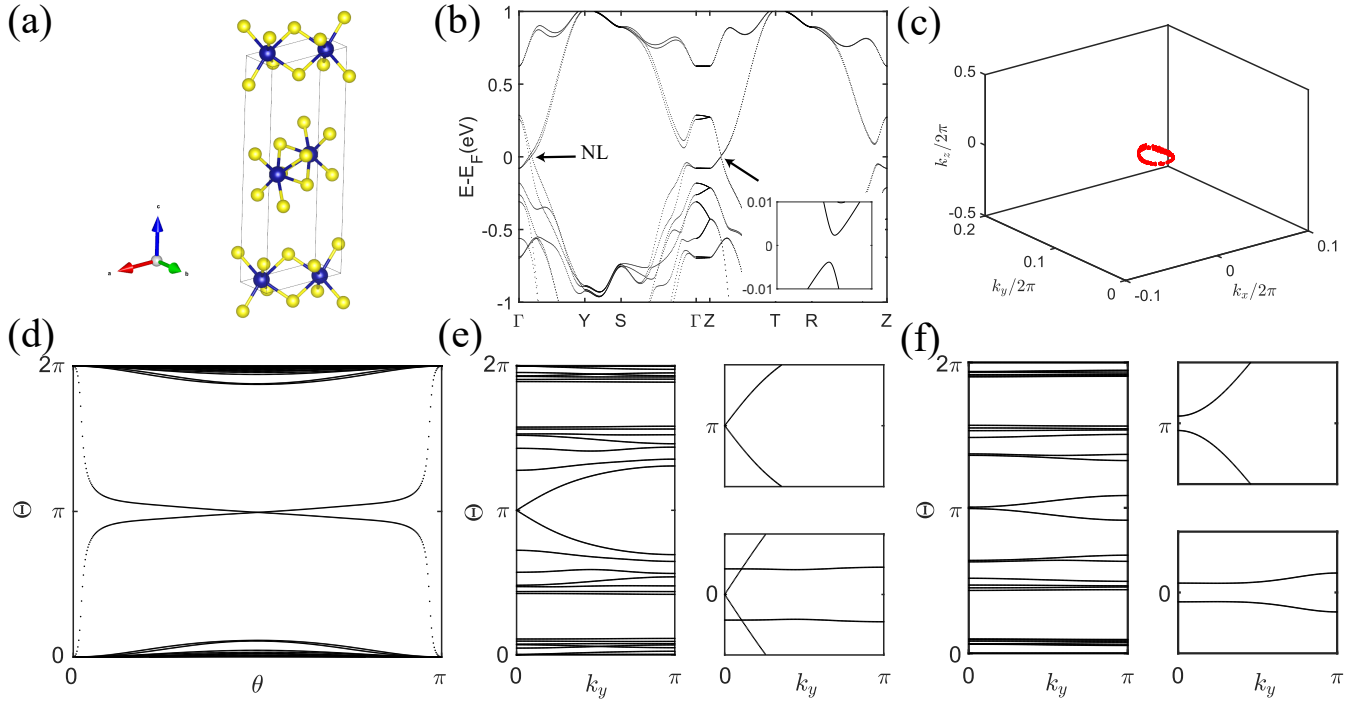 (a)
c
a
b
(b)
E-E_F(eV)
1
0.5
0
-0.5
-1
NL
0.01
0
-0.01
Γ Y S Γ Z T R Z
(c)
k_z/2π
0.5
0
-0.5
0.2
0.1
0
k_y/2π
-0.1
0
0.1
k_x/2π
(d)
2π
π
0
Θ
0 θ π
(e)
2π
π
0
Θ
0 k_y π
π
0
0 k_y π
(f)
2π
π
0
Θ
0 k_y π
π
0
0 k_y π